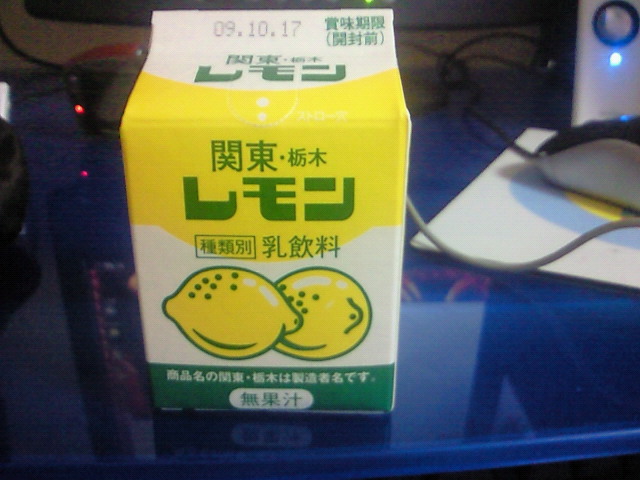 09.10.17
賞味期限
(開封前)
関東・栃木
レモン
ストロー穴
関東・栃木
レモン
種類別 乳飲料
商品名の関東・栃木は製造者名です。
無果汁